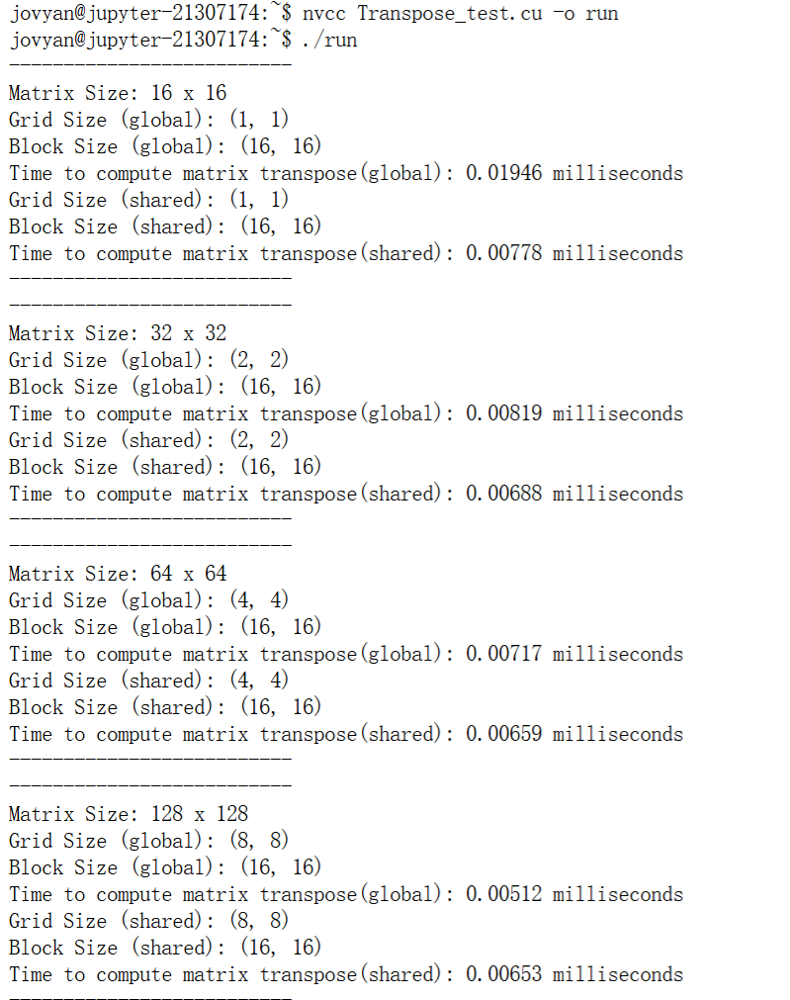 jovyan@jupyter-21307174:~$ nvcc Transpose_test.cu -o run
jovyan@jupyter-21307174:~$ ./run
--------------------------
Matrix Size: 16 x 16
Grid Size (global): (1, 1)
Block Size (global): (16, 16)
Time to compute matrix transpose(global): 0.01946 milliseconds
Grid Size (shared): (1, 1)
Block Size (shared): (16, 16)
Time to compute matrix transpose(shared): 0.00778 milliseconds
--------------------------
--------------------------
Matrix Size: 32 x 32
Grid Size (global): (2, 2)
Block Size (global): (16, 16)
Time to compute matrix transpose(global): 0.00819 milliseconds
Grid Size (shared): (2, 2)
Block Size (shared): (16, 16)
Time to compute matrix transpose(shared): 0.00688 milliseconds
--------------------------
--------------------------
Matrix Size: 64 x 64
Grid Size (global): (4, 4)
Block Size (global): (16, 16)
Time to compute matrix transpose(global): 0.00717 milliseconds
Grid Size (shared): (4, 4)
Block Size (shared): (16, 16)
Time to compute matrix transpose(shared): 0.00659 milliseconds
--------------------------
--------------------------
Matrix Size: 128 x 128
Grid Size (global): (8, 8)
Block Size (global): (16, 16)
Time to compute matrix transpose(global): 0.00512 milliseconds
Grid Size (shared): (8, 8)
Block Size (shared): (16, 16)
Time to compute matrix transpose(shared): 0.00653 milliseconds
--------------------------